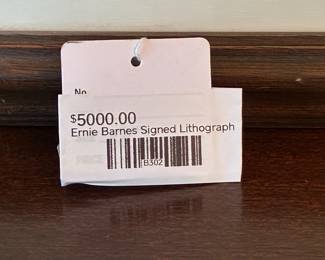 No.
$5000.00
Ernie Barnes Signed Lithograph
B302